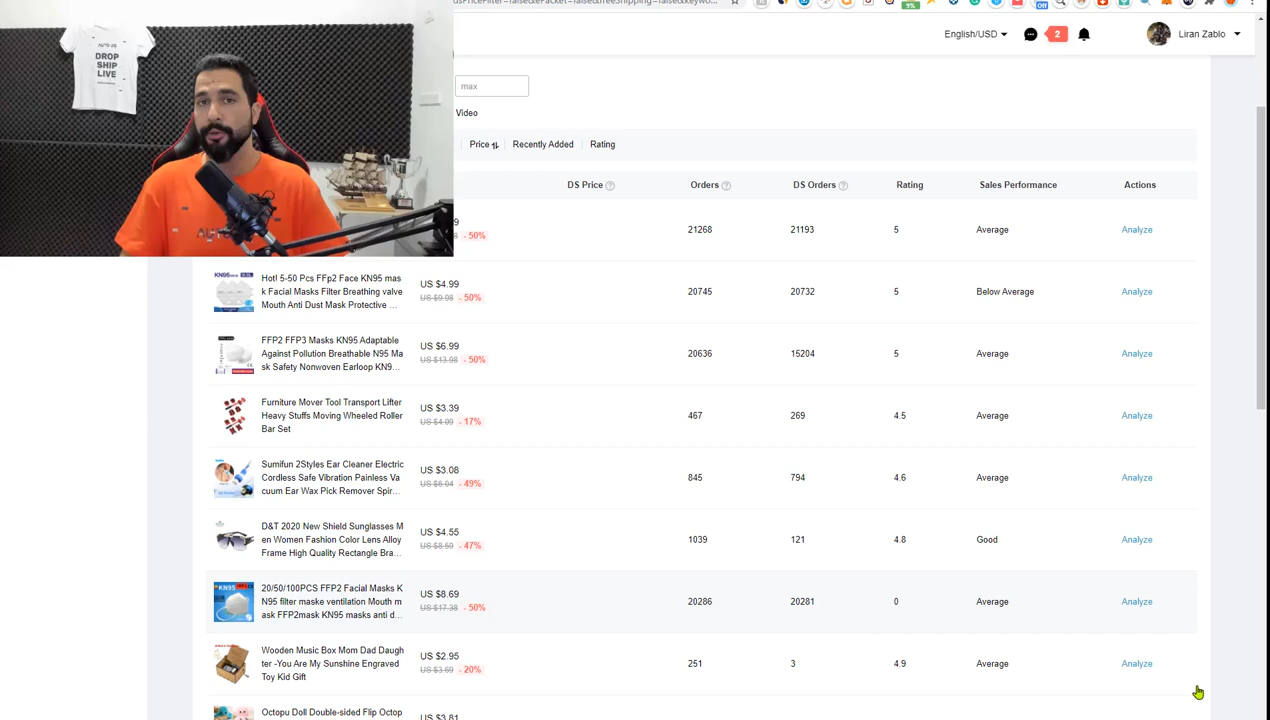 English/USD
2
Liran Zablo
DROP
SHIP
LIVE
max
Video
Price
Recently Added
Rating
DS Price
Orders
DS Orders
Rating
Sales Performance
Actions
9
- 50%
21268
21193
5
Average
Analyze
Hot! 5-50 Pcs FFp2 Face KN95 mas
k Facial Masks Filter Breathing valve
Mouth Anti Dust Mask Protective ...
US $4.99
US $9.98 - 50%
20745
20732
5
Below Average
Analyze
FFP2 FFP3 Masks KN95 Adaptable
Against Pollution Breathable N95 Ma
sk Safety Nonwoven Earloop KN9...
US $6.99
US $13.98 - 50%
20636
15204
5
Average
Analyze
Furniture Mover Tool Transport Lifter
Heavy Stuffs Moving Wheeled Roller
Bar Set
US $3.39
US $4.09 - 17%
467
269
4.5
Average
Analyze
Sumifun 2Styles Ear Cleaner Electric
Cordless Safe Vibration Painless Va
cuum Ear Wax Pick Remover Spir...
US $3.08
US $6.04 - 49%
845
794
4.6
Average
Analyze
D&T 2020 New Shield Sunglasses M
en Women Fashion Color Lens Alloy
Frame High Quality Rectangle Bra...
US $4.55
US $8.59 - 47%
1039
121
4.8
Good
Analyze
20/50/100PCS FFP2 Facial Masks K
N95 filter maske ventilation Mouth m
ask FFP2mask KN95 masks anti d...
US $8.69
US $17.38 - 50%
20286
20281
0
Average
Analyze
Wooden Music Box Mom Dad Daugh
ter -You Are My Sunshine Engraved
Toy Kid Gift
US $2.95
US $3.69 - 20%
251
3
4.9
Average
Analyze
Octopu Doll Double-sided Flip Octop
US $3.81